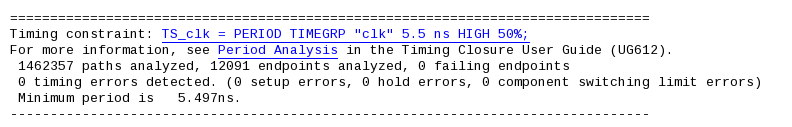 ================================================================================
Timing constraint: TS_clk = PERIOD TIMEGRP "clk" 5.5 ns HIGH 50%;
For more information, see Period Analysis in the Timing Closure User Guide (UG612).
 1462357 paths analyzed, 12091 endpoints analyzed, 0 failing endpoints
 0 timing errors detected. (0 setup errors, 0 hold errors, 0 component switching limit errors)
 Minimum period is   5.497ns.
--------------------------------------------------------------------------------